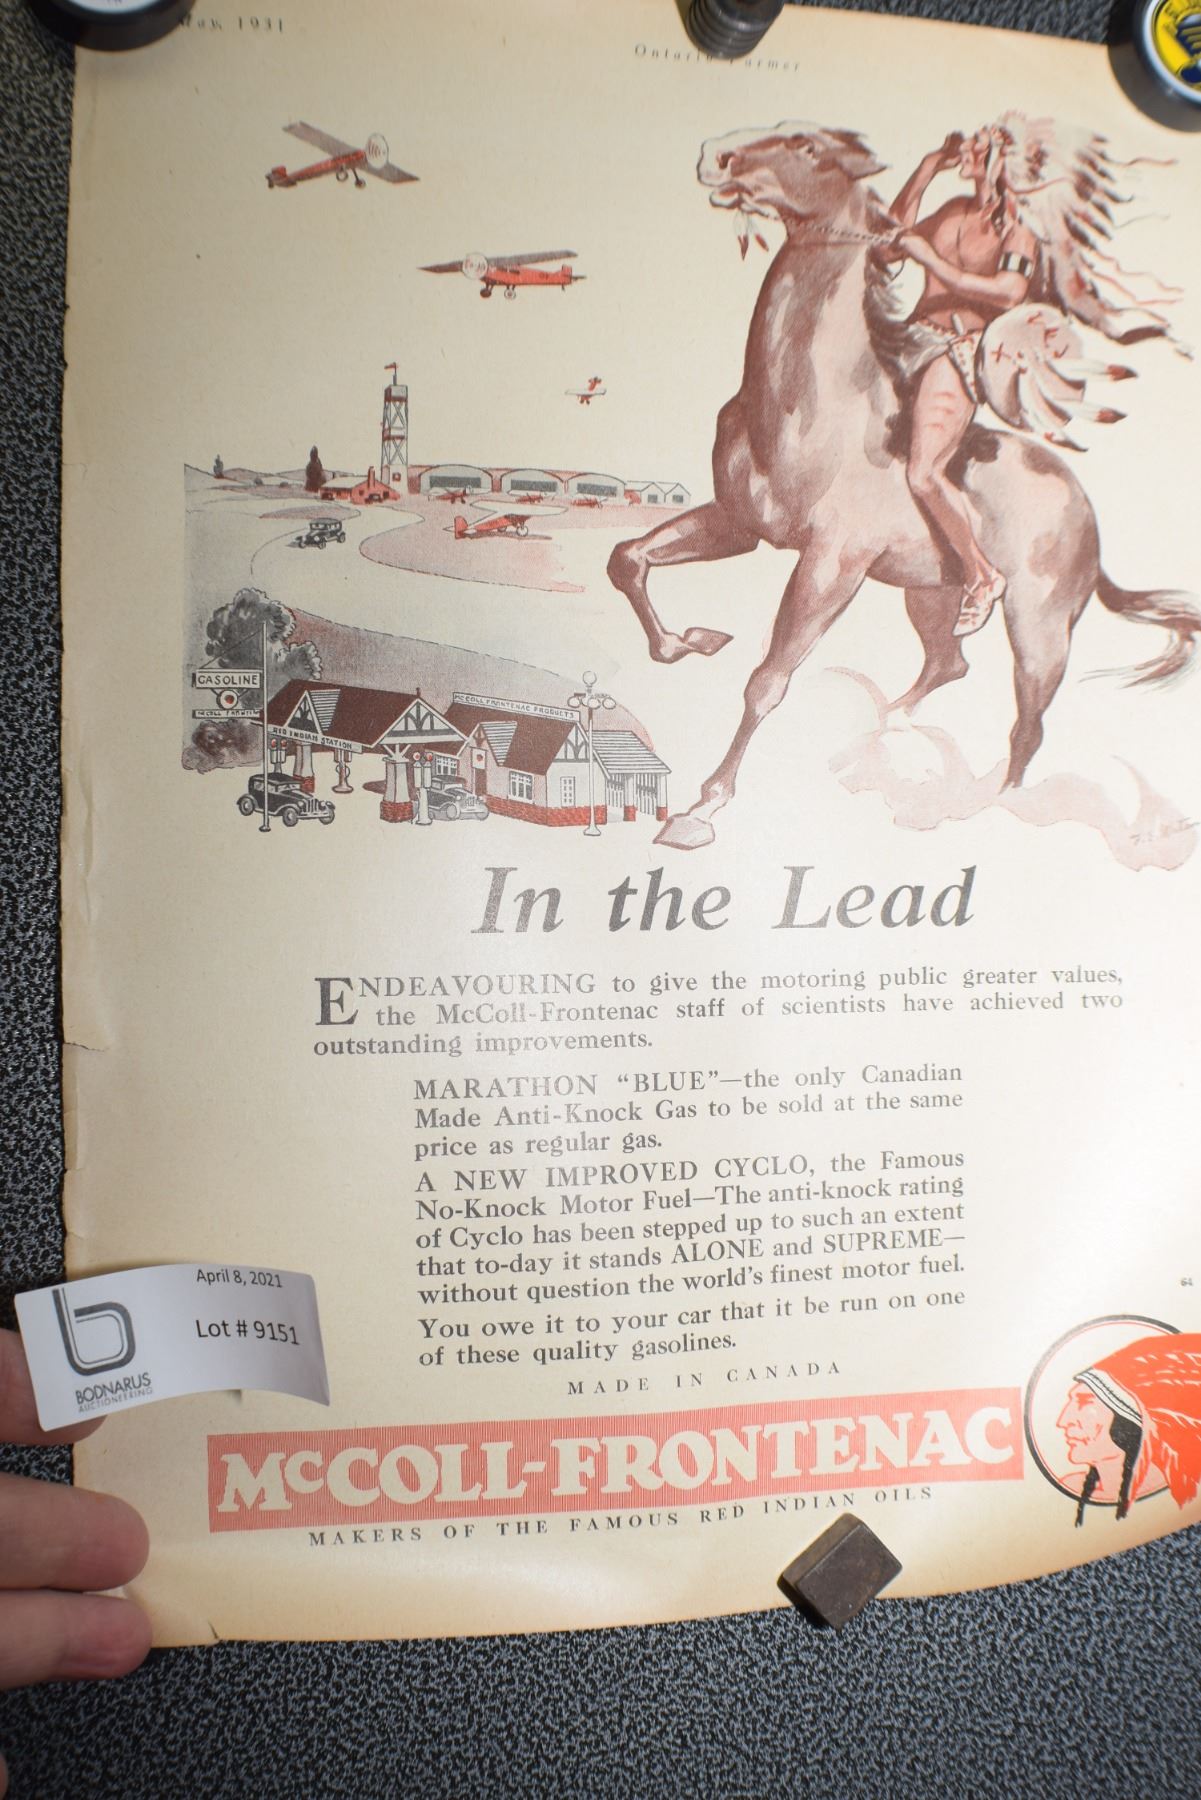 May, 1931
Ontario Farmer
GASOLINE
RED INDIAN STATION
McCOLL FRONTENAC PRODUCTS
In the Lead
ENDEAVOURING to give the motoring public greater values,
the McColl-Frontenac staff of scientists have achieved two
outstanding improvements.
MARATHON “BLUE”—the only Canadian
Made Anti-Knock Gas to be sold at the same
price as regular gas.
A NEW IMPROVED CYCLO, the Famous
No-Knock Motor Fuel—The anti-knock rating
of Cyclo has been stepped up to such an extent
that to-day it stands ALONE and SUPREME—
without question the world's finest motor fuel.
You owe it to your car that it be run on one
of these quality gasolines.
MADE IN CANADA
64
McCOLL-FRONTENAC
MAKERS OF THE FAMOUS RED INDIAN OILS
April 8, 2021
Lot # 9151
b
BODNARUS
AUCTIONEERING